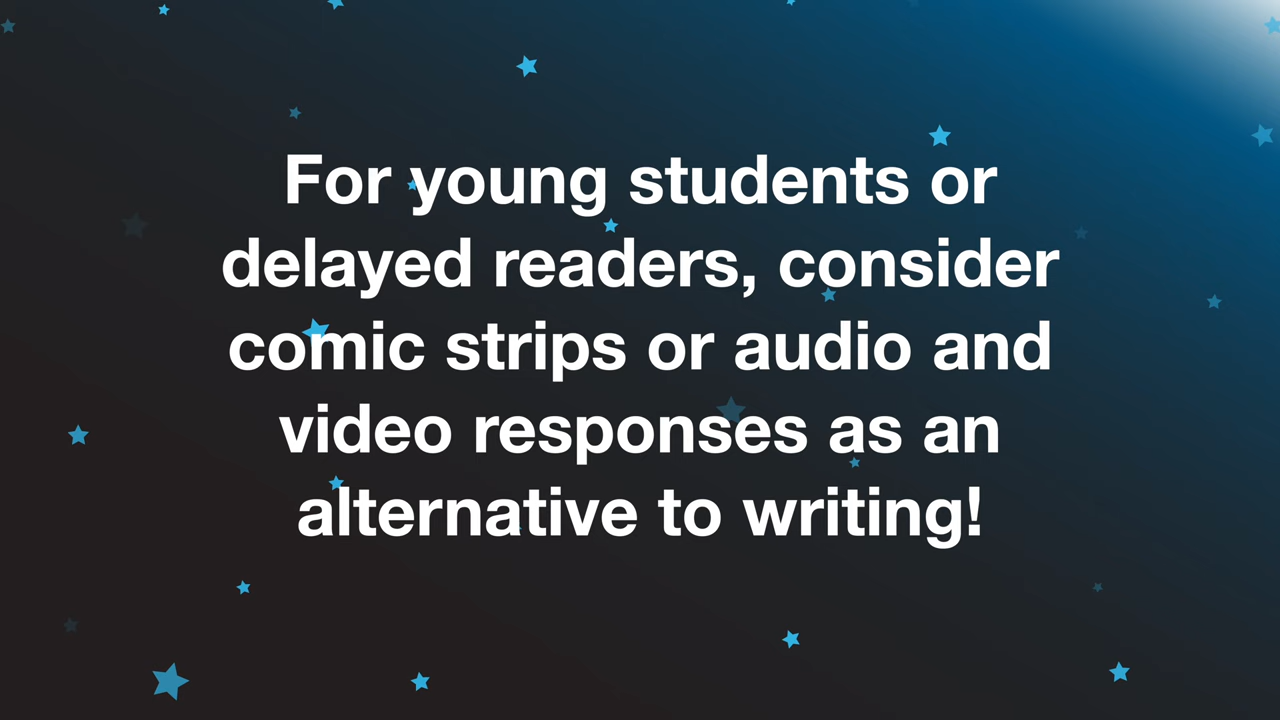 For young students or
delayed readers, consider
comic strips or audio and
video responses as an
alternative to writing!